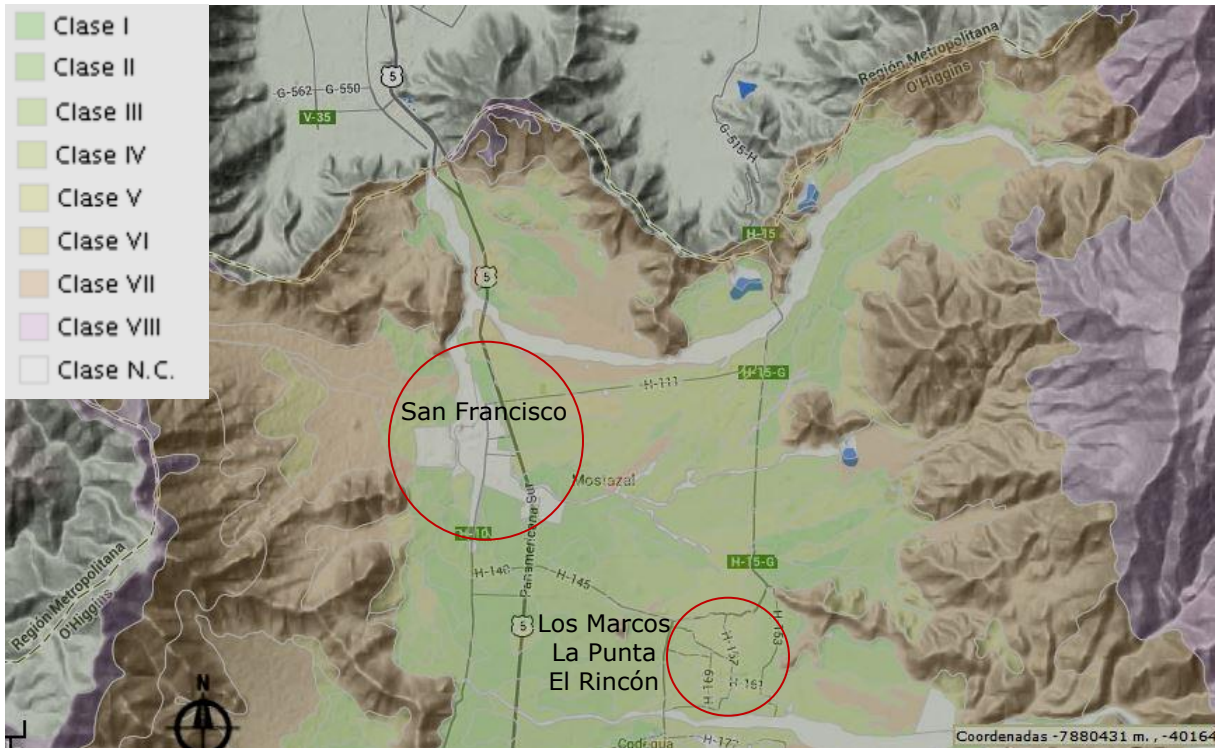 Clase I
Clase II
Clase III
Clase IV
Clase V
Clase VI
Clase VII
Clase VIII
Clase N.C.
5
G-562
G-550
V-35
G-515-H
Región Metropolitana
O'Higgins
H-15
5
H-111
H-15-G
San Francisco
Mostazal
Panamericana Sur
H-10
H-15-G
H-140
H-145
5
Los Marcos
La Punta
El Rincón
H-157
H-153
H-169
H-161
Región Metropolitana
O'Higgins
N
Codegua
H-172
Coordenadas -7880431 m. , -40164